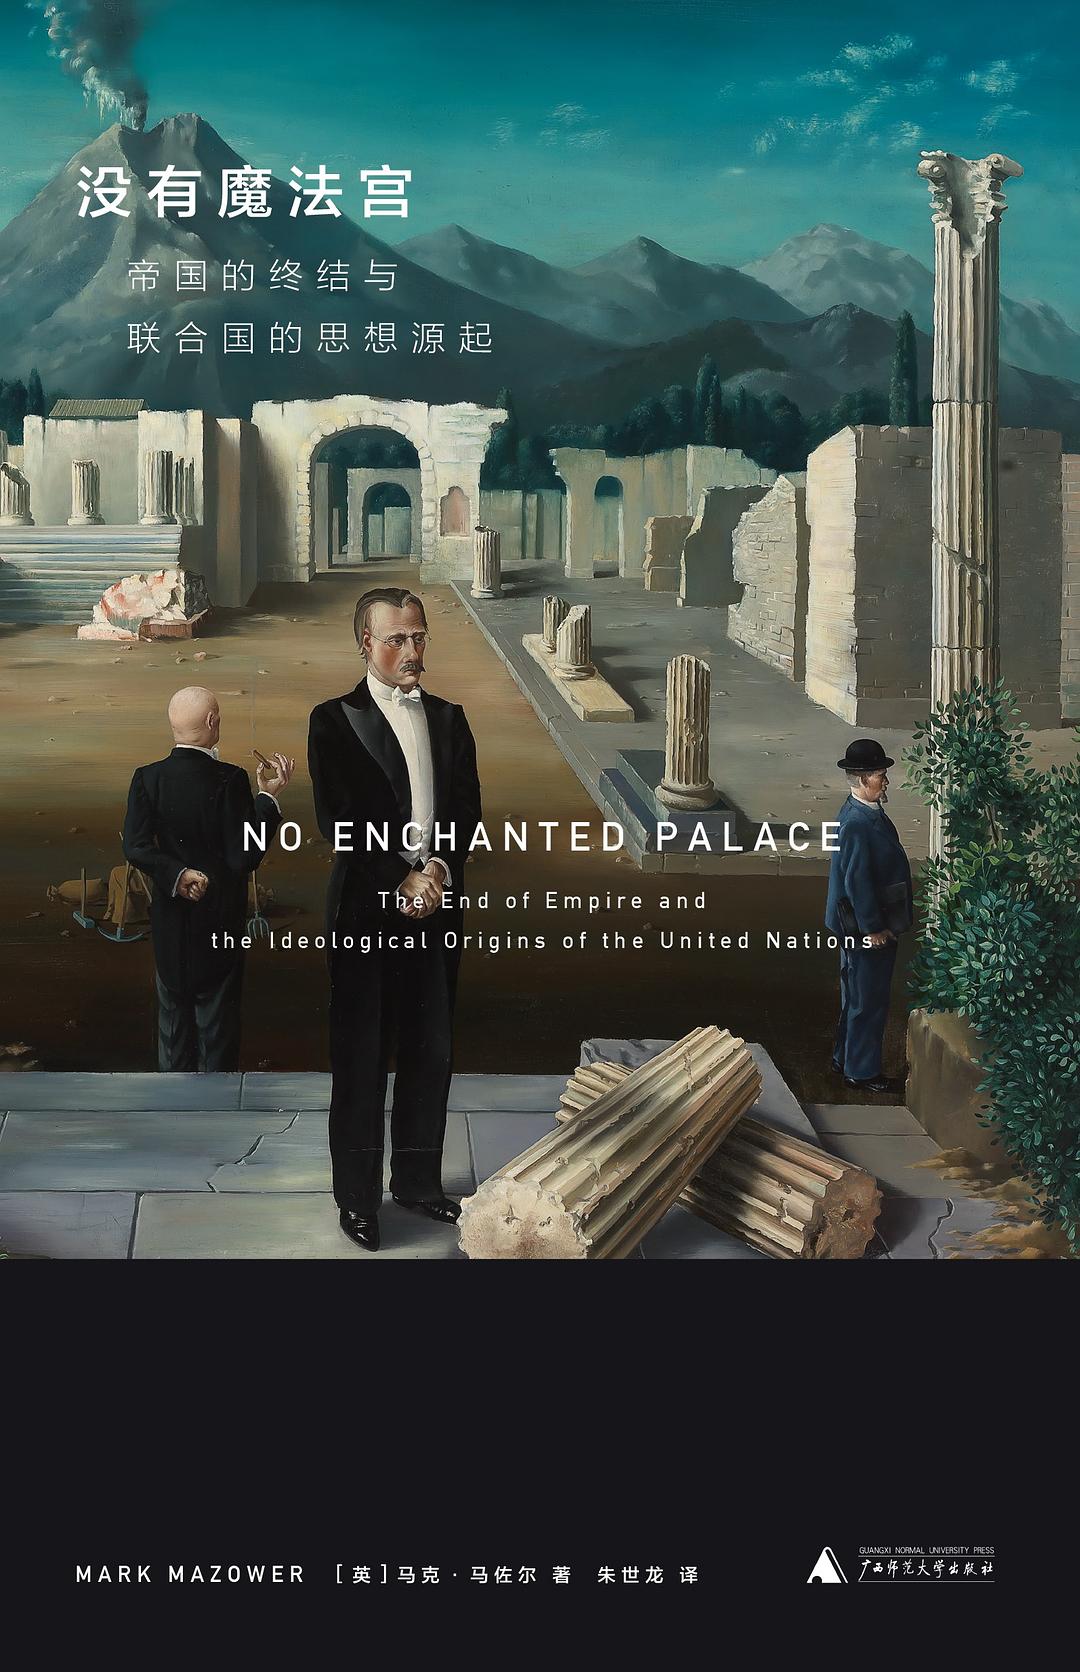 没有魔法宫
帝国的终结与
联合国的思想源起
NO ENCHANTED PALACE
The End of Empire and
the Ideological Origins of the United Nations
MARK MAZOWER [英]马克·马佐尔 著 朱世龙 译
GUANGXI NORMAL UNIVERSITY PRESS
广西师范大学出版社